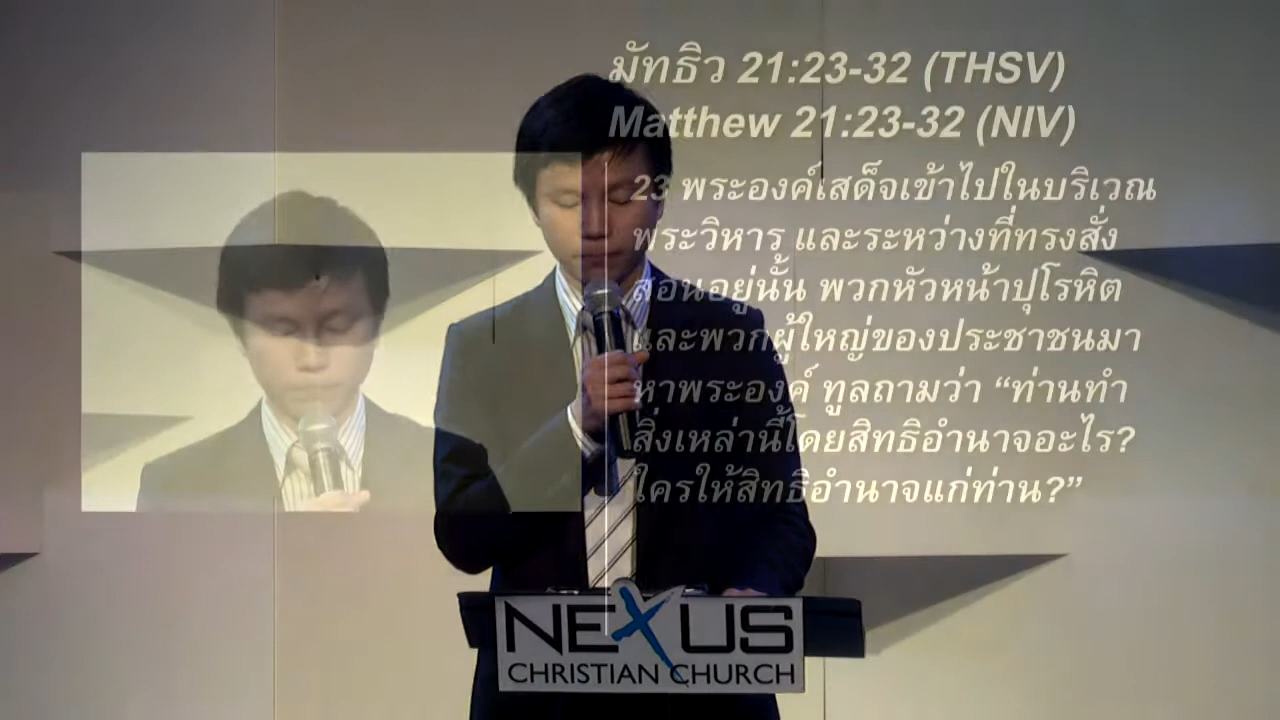 มัทธิว 21:23-32 (THSV)
Matthew 21:23-32 (NIV)
23 พระองค์เสด็จเข้าไปในบริเวณ
พระวิหาร และระหว่างที่ทรงสั่ง
สอนอยู่นั้น พวกหัวหน้าปุโรหิต
และพวกผู้ใหญ่ของประชาชนมา
หาพระองค์ ทูลถามว่า “ท่านทำ
สิ่งเหล่านี้โดยสิทธิอำนาจอะไร?
ใครให้สิทธิอำนาจแก่ท่าน?”
NEXUS
CHRISTIAN CHURCH